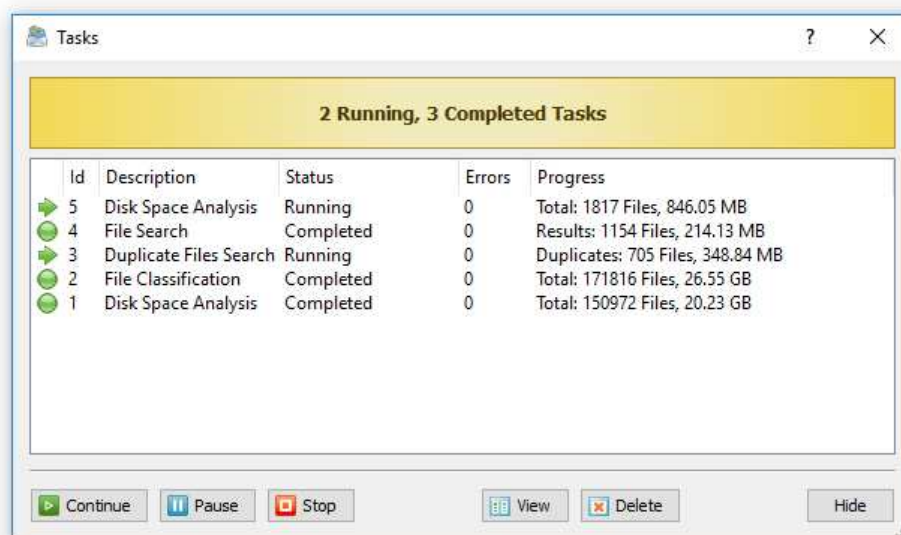 Tasks ?
2 Running, 3 Completed Tasks
Id Description Status Errors Progress
5 Disk Space Analysis Running 0 Total: 1817 Files, 846.05 MB
4 File Search Completed 0 Results: 1154 Files, 214.13 MB
3 Duplicate Files Search Running 0 Duplicates: 705 Files, 348.84 MB
2 File Classification Completed 0 Total: 171816 Files, 26.55 GB
1 Disk Space Analysis Completed 0 Total: 150972 Files, 20.23 GB
Continue Pause Stop View Delete Hide